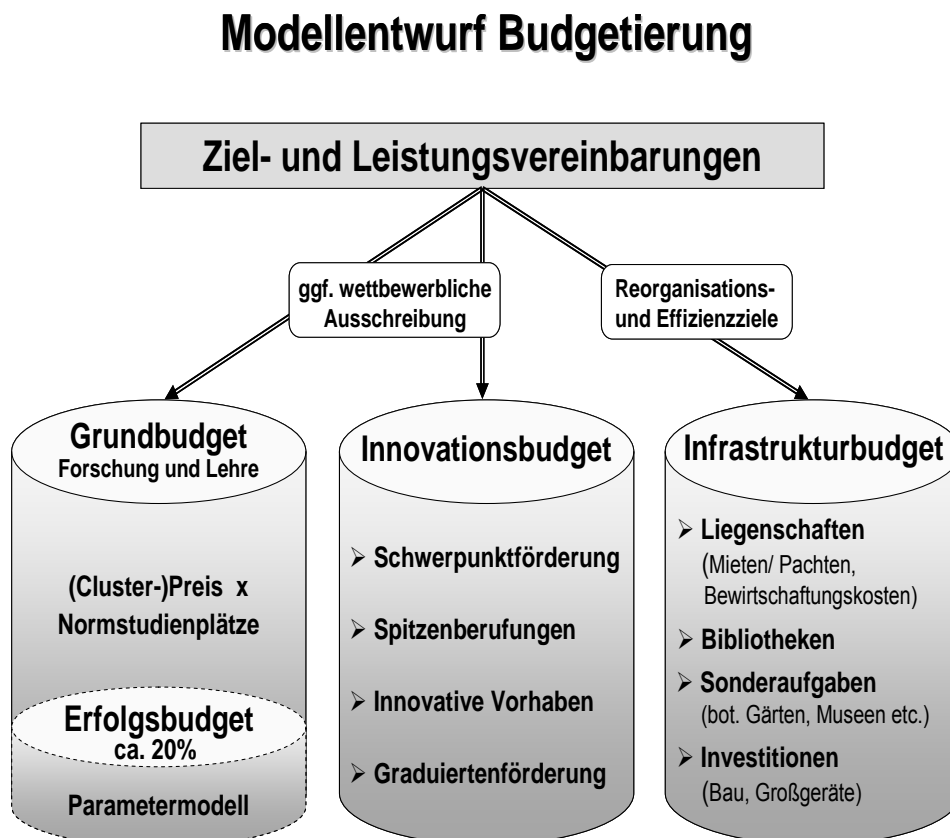 Modellentwurf Budgetierung
Ziel- und Leistungsvereinbarungen
ggf. wettbewerbliche
Ausschreibung
Reorganisations-
und Effizienzziele
Grundbudget
Forschung und Lehre
(Cluster-)Preis x
Normstudienplätze
Erfolgsbudget
ca. 20%
Parametermodell
Innovationsbudget
➢ Schwerpunktförderung
➢ Spitzenberufungen
➢ Innovative Vorhaben
➢ Graduiertenförderung
Infrastrukturbudget
➢ Liegenschaften
(Mieten/ Pachten,
Bewirtschaftungskosten)
➢ Bibliotheken
➢ Sonderaufgaben
(bot. Gärten, Museen etc.)
➢ Investitionen
(Bau, Großgeräte)